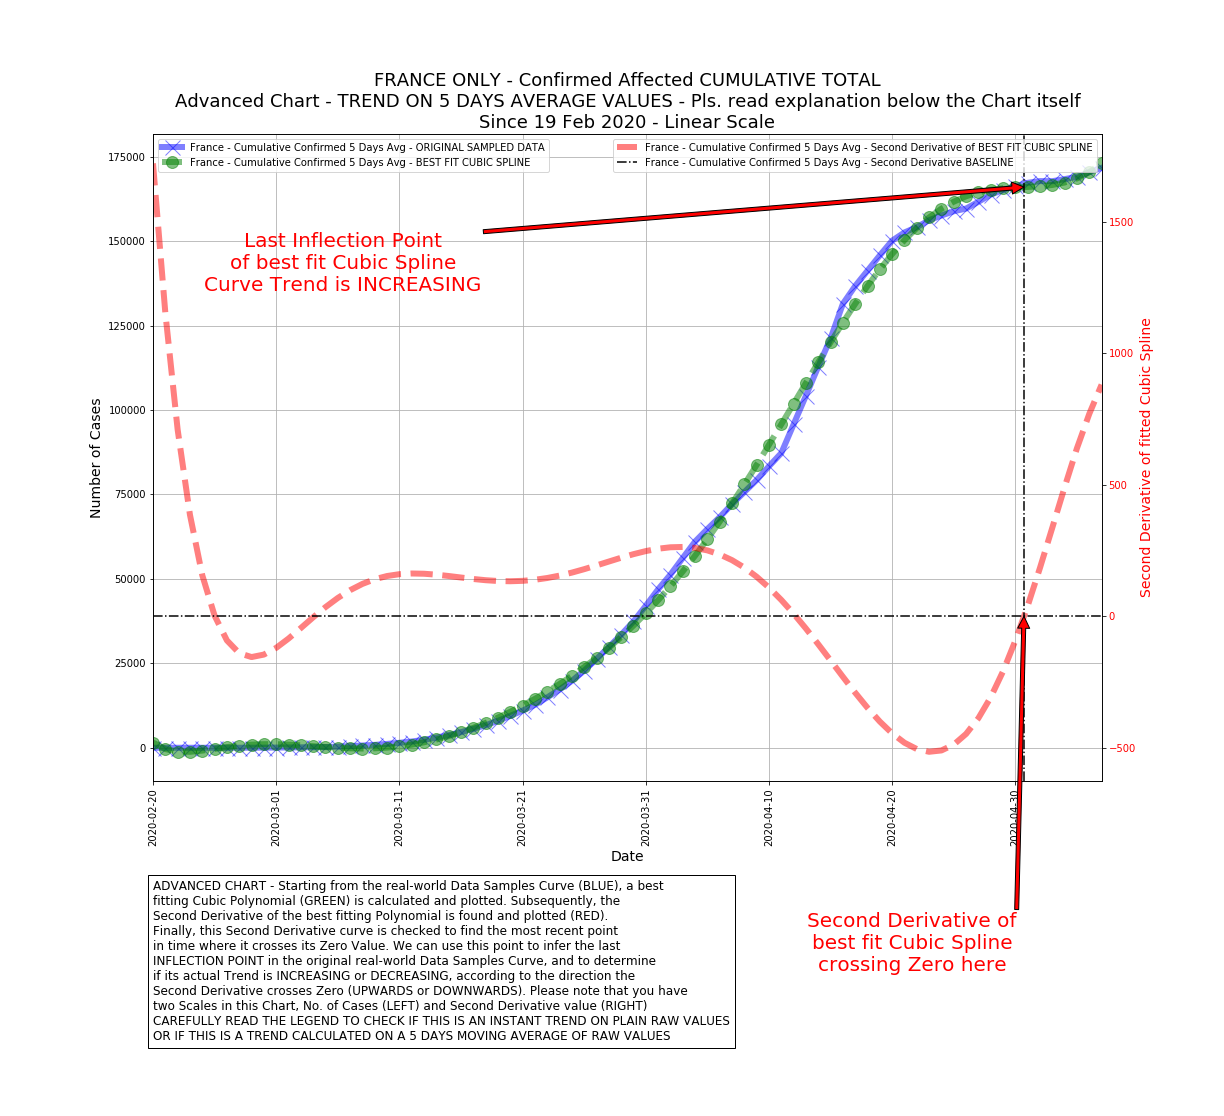 FRANCE ONLY - Confirmed Affected CUMULATIVE TOTAL
Advanced Chart - TREND ON 5 DAYS AVERAGE VALUES - Pls. read explanation below the Chart itself
Since 19 Feb 2020 - Linear Scale
France - Cumulative Confirmed 5 Days Avg - ORIGINAL SAMPLED DATA
France - Cumulative Confirmed 5 Days Avg - BEST FIT CUBIC SPLINE
France - Cumulative Confirmed 5 Days Avg - Second Derivative of BEST FIT CUBIC SPLINE
France - Cumulative Confirmed 5 Days Avg - Second Derivative BASELINE
Last Inflection Point
of best fit Cubic Spline
Curve Trend is INCREASING
Number of Cases
175000
150000
125000
100000
75000
50000
25000
0
Second Derivative of fitted Cubic Spline
1500
1000
500
0
−500
2020-02-20
2020-03-01
2020-03-11
2020-03-21
2020-03-31
2020-04-10
2020-04-20
2020-04-30
Date
Second Derivative of
best fit Cubic Spline
crossing Zero here
ADVANCED CHART - Starting from the real-world Data Samples Curve (BLUE), a best
fitting Cubic Polynomial (GREEN) is calculated and plotted. Subsequently, the
Second Derivative of the best fitting Polynomial is found and plotted (RED).
Finally, this Second Derivative curve is checked to find the most recent point
in time where it crosses its Zero Value. We can use this point to infer the last
INFLECTION POINT in the original real-world Data Samples Curve, and to determine
if its actual Trend is INCREASING or DECREASING, according to the direction the
Second Derivative crosses Zero (UPWARDS or DOWNWARDS). Please note that you have
two Scales in this Chart, No. of Cases (LEFT) and Second Derivative value (RIGHT)
CAREFULLY READ THE LEGEND TO CHECK IF THIS IS AN INSTANT TREND ON PLAIN RAW VALUES
OR IF THIS IS A TREND CALCULATED ON A 5 DAYS MOVING AVERAGE OF RAW VALUES